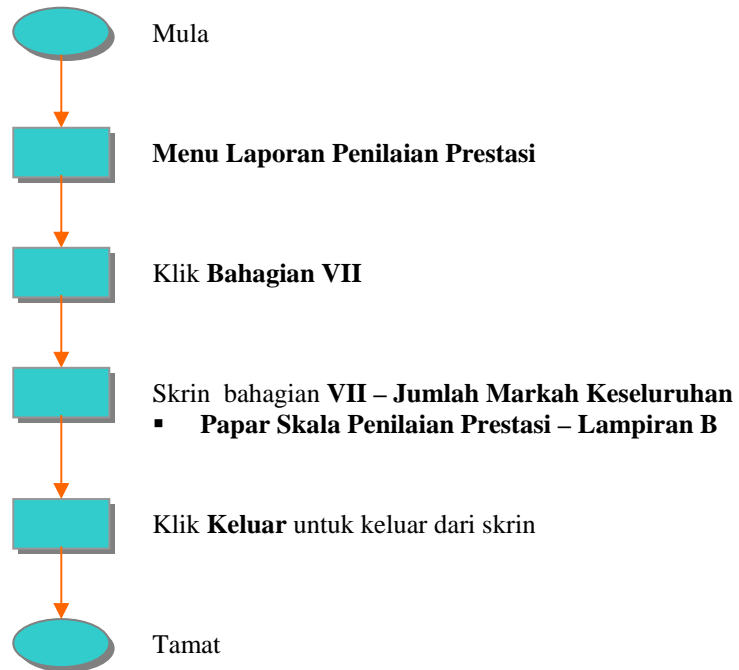 Mula
Menu Laporan Penilaian Prestasi
Klik Bahagian VII
Skrin bahagian VII – Jumlah Markah Keseluruhan
▪ Papar Skala Penilaian Prestasi – Lampiran B
Klik Keluar untuk keluar dari skrin
Tamat